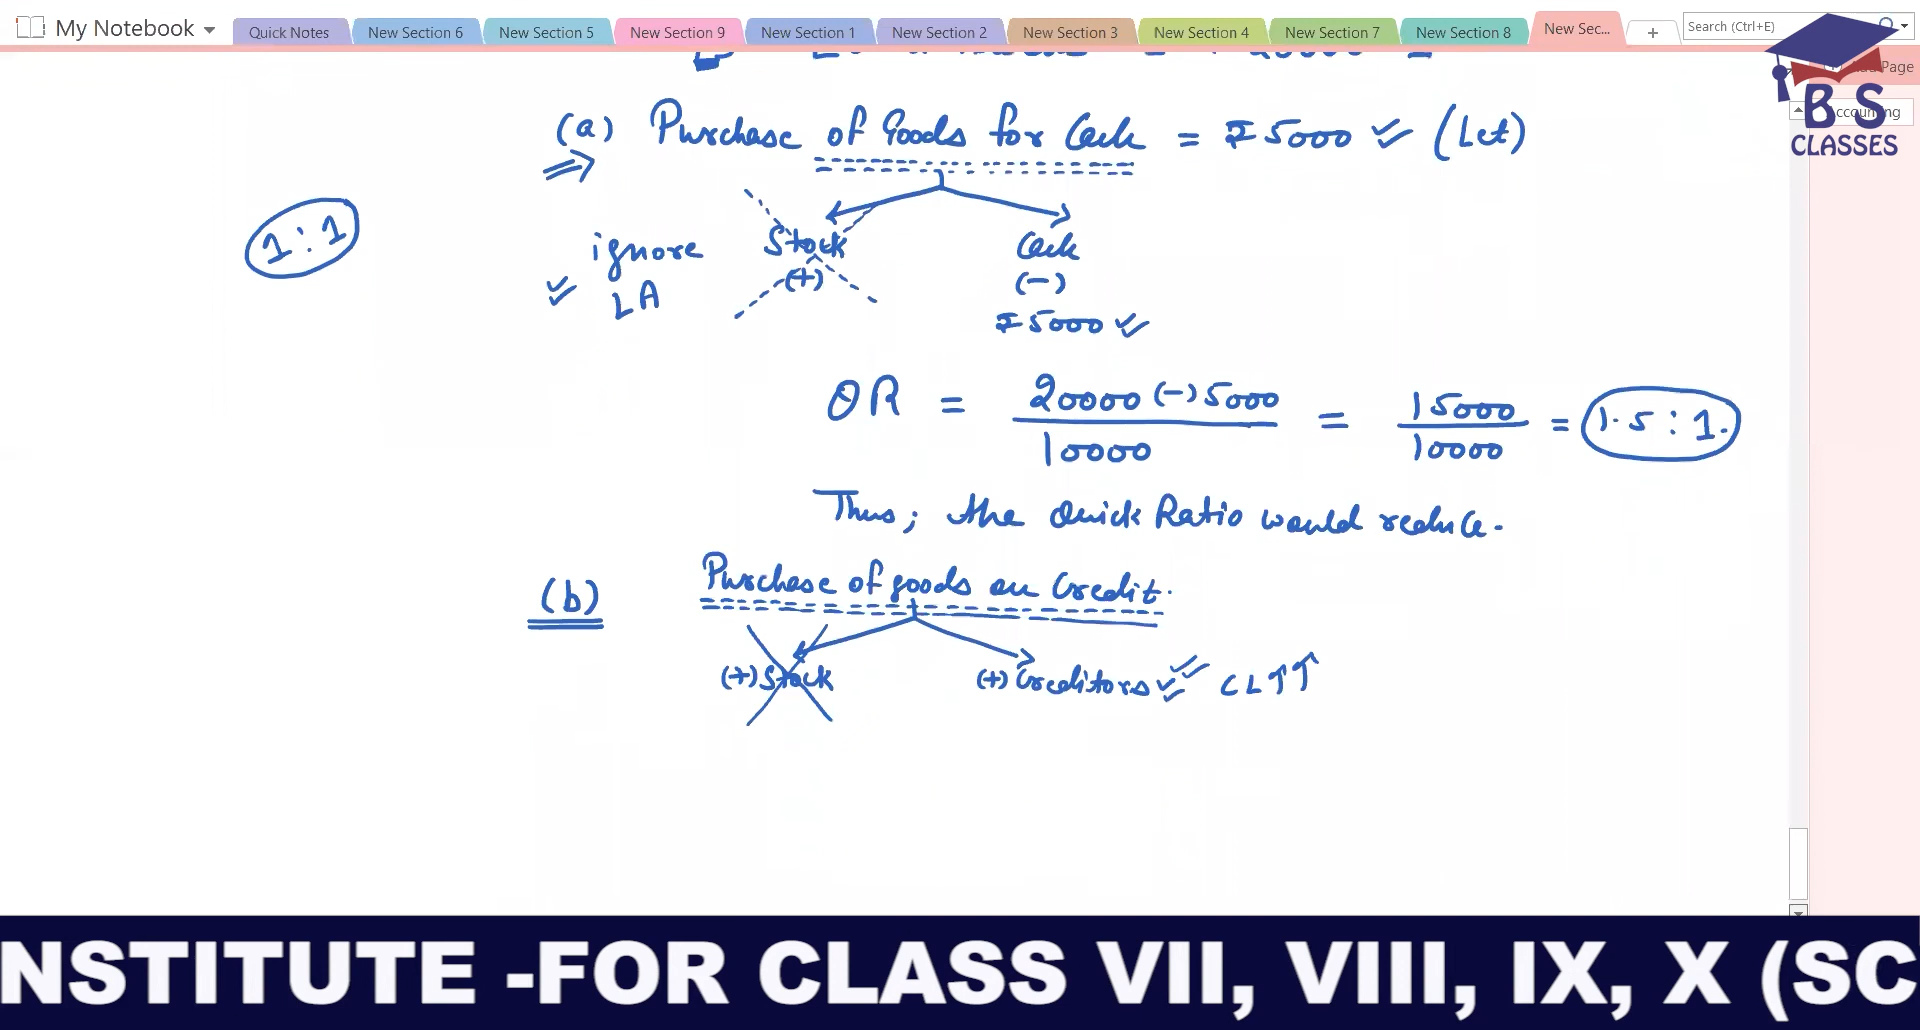 My Notebook
Quick Notes
New Section 6
New Section 5
New Section 9
New Section 1
New Section 2
New Section 3
New Section 4
New Section 7
New Section 8
New Sec...
+
Search (Ctrl+E)
Page
ccounting
BS
CLASSES
(a) Purchase of Goods for Cash = ₹5000 (Let)
1:1
ignore
LA
Stock
(+)
Cash
(-)
₹5000
QR = 20000 (-) 5000 / 10000 = 15000 / 10000 = 1.5 : 1.
Thus; the Quick Ratio would reduce.
(b) Purchase of goods on Credit.
(+) Stock
(+) Creditors CL↑↑
NSTITUTE -FOR CLASS VII, VIII, IX, X (SC